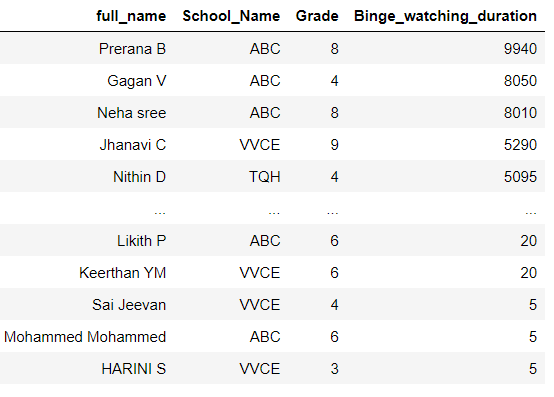 full_name School_Name Grade Binge_watching_duration
Prerana B ABC 8 9940
Gagan V ABC 4 8050
Neha sree ABC 8 8010
Jhanavi C VVCE 9 5290
Nithin D TQH 4 5095
... ... ... ...
Likith P ABC 6 20
Keerthan YM VVCE 6 20
Sai Jeevan VVCE 4 5
Mohammed Mohammed ABC 6 5
HARINI S VVCE 3 5